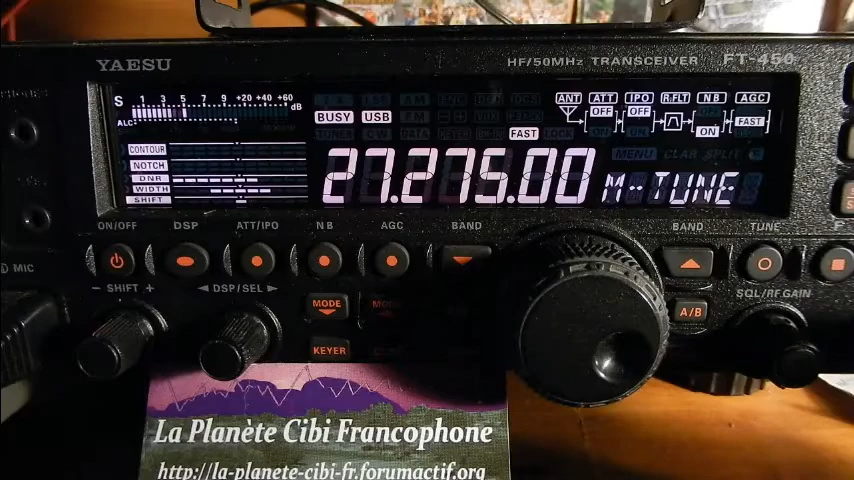 YAESU
HF/50MHz TRANSCEIVER FT-450
S 1 3 5 7 9 +20 +40 +60 dB
ALC
BUSY USB
FAST
ANT ATT IPO R.FLT NB AGC
OFF OFF FAST
ON
CONTOUR
NOTCH
DNR
WIDTH
SHIFT
27.275.00 M-TUNE
MENU CLAR SPLIT
ON/OFF DSP ATT/IPO NB AGC BAND BAND TUNE
MIC
− SHIFT + ◄ DSP/SEL ► MODE A/B SQL/RF GAIN
KEYER
La Planète Cibi Francophone
http://la-planete-cibi-fr.forumactif.org